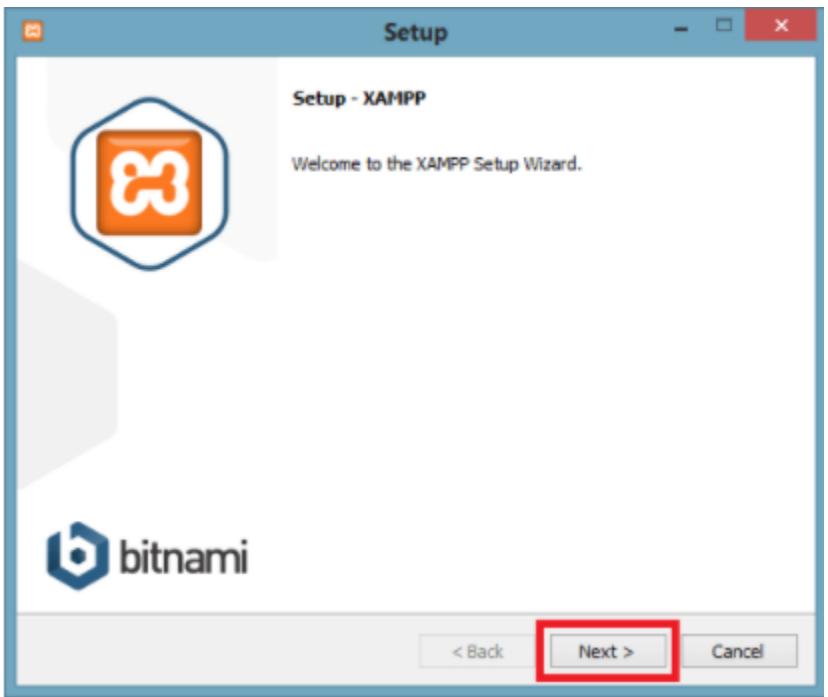 Setup
Setup - XAMPP
Welcome to the XAMPP Setup Wizard.
bitnami
< Back
Next >
Cancel